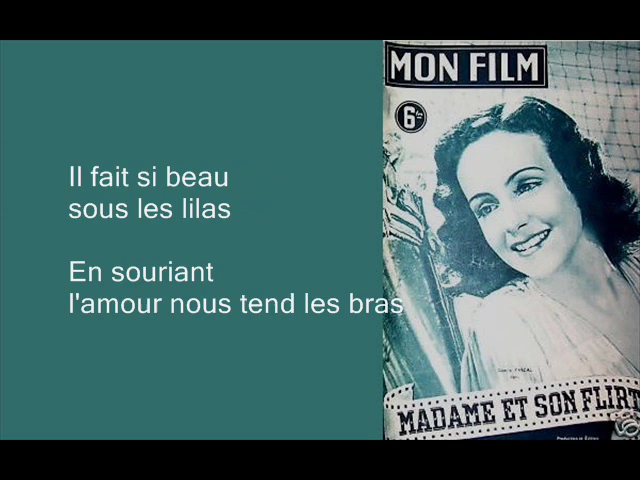 Il fait si beau
sous les lilas
En souriant
l'amour nous tend les bras
MON FILM
6
MADAME ET SON FLIRT